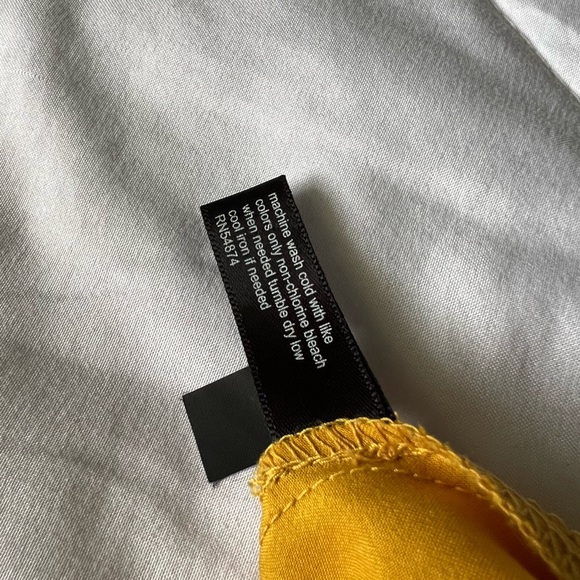 machine wash cold with like
colors only non-chlorine bleach
when needed tumble dry low
cool iron if needed
RN54874